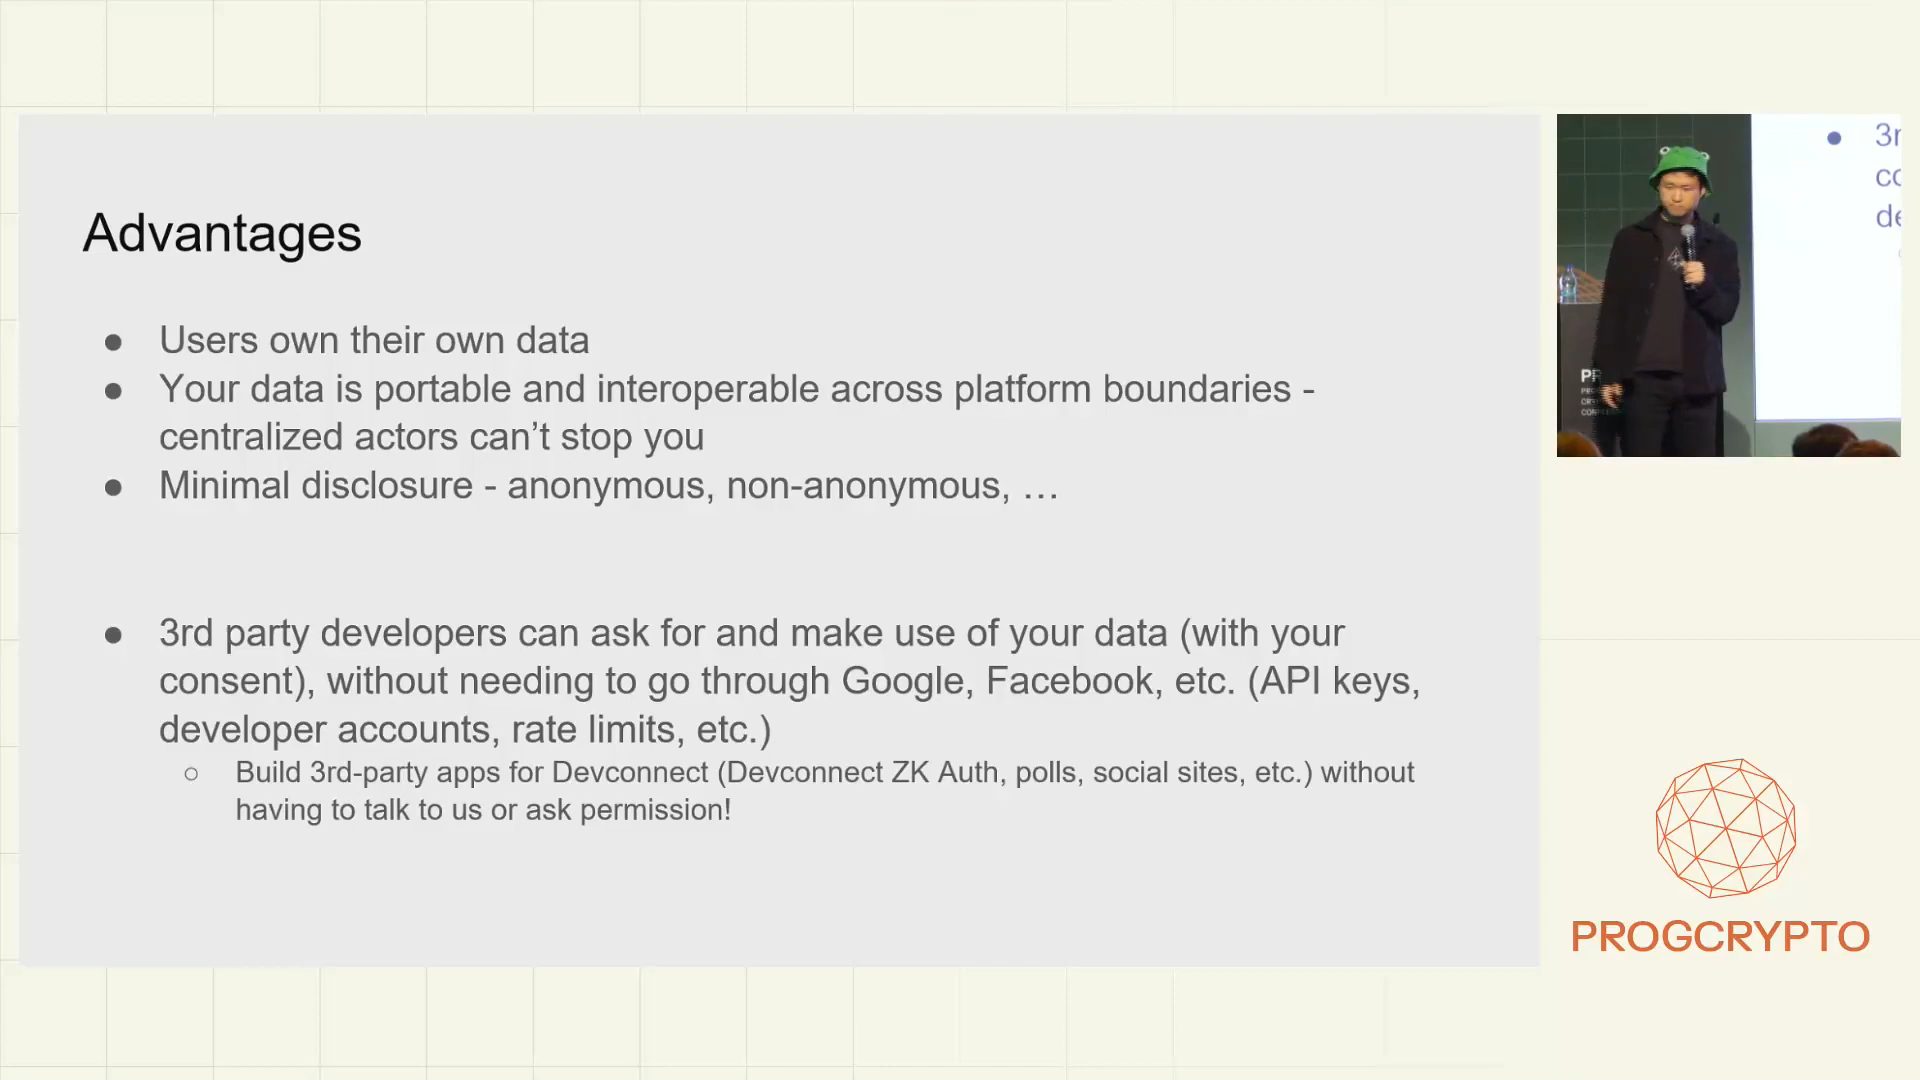 Advantages
● Users own their own data
● Your data is portable and interoperable across platform boundaries -
centralized actors can’t stop you
● Minimal disclosure - anonymous, non-anonymous, …
● 3rd party developers can ask for and make use of your data (with your
consent), without needing to go through Google, Facebook, etc. (API keys,
developer accounts, rate limits, etc.)
○ Build 3rd-party apps for Devconnect (Devconnect ZK Auth, polls, social sites, etc.) without
having to talk to us or ask permission!
PROGCRYPTO